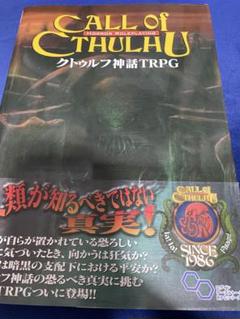 CALL of
CTHULHU
HORROR ROLEPLAYING
クトゥルフ神話TRPG
人類が知るべきではない
真実!
が自らが置かれている恐ろしい
に気づいたとき、向かうは狂気か?
は暗黒の支配下における平安か?
ルフ神話の恐るべき真実に挑む
TRPGついに登場!!
CALL of
CTHULHU
SINCE
1980